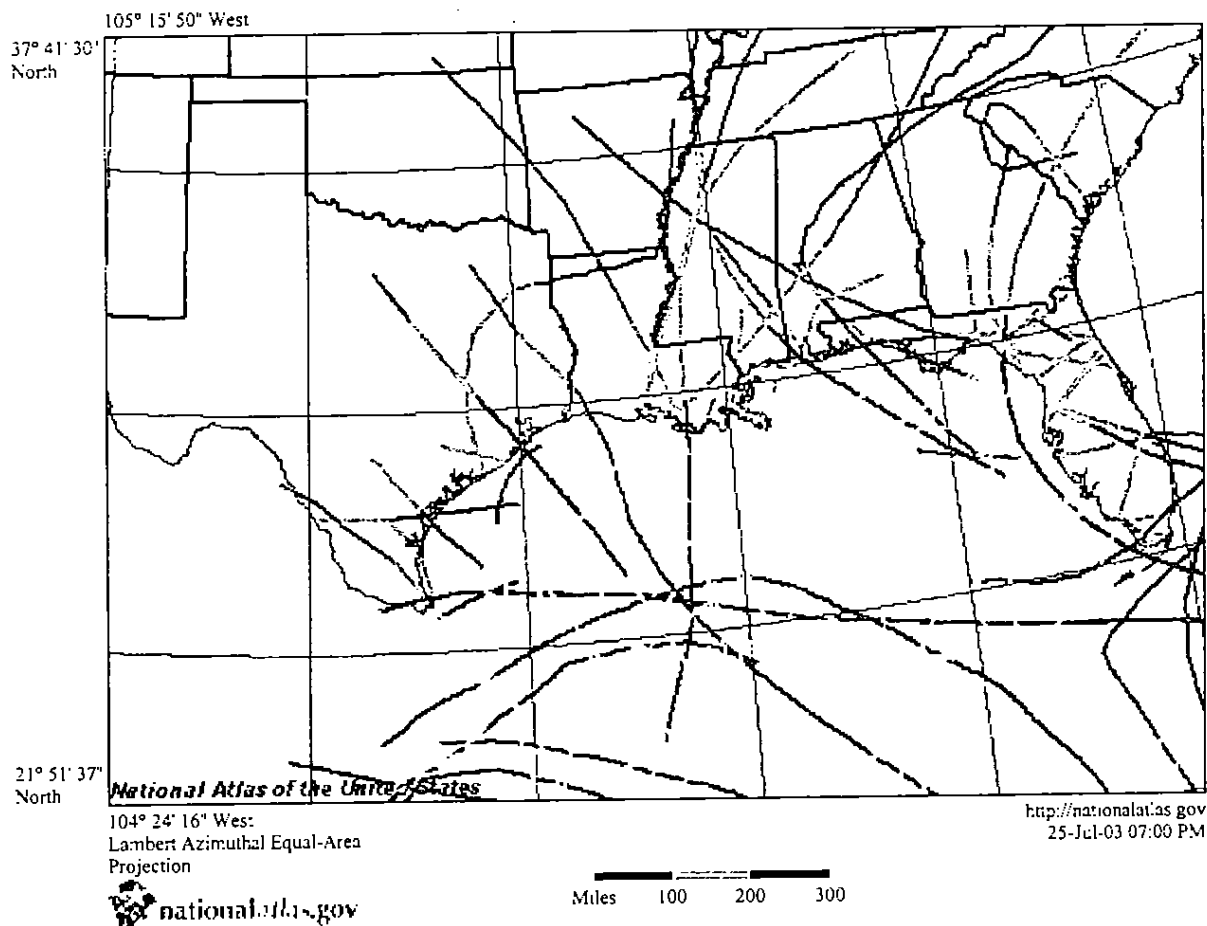 105° 15' 50" West
37° 41' 30"
North
21° 51' 37"
North
National Atlas of the United States
104° 24' 16" West
Lambert Azimuthal Equal-Area
Projection
http://nationalatlas gov
25-Jul-03 07:00 PM
Miles 100 200 300
nationalatlas.gov